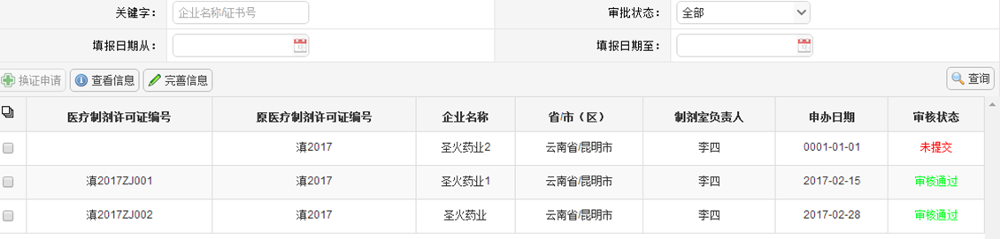 关键字： 企业名称/证书号 审批状态： 全部
填报日期从： 填报日期至：
换证申请 查看信息 完善信息 查询
医疗制剂许可证编号 原医疗制剂许可证编号 企业名称 省/市（区） 制剂室负责人 申办日期 审核状态
滇2017 圣火药业2 云南省/昆明市 李四 0001-01-01 未提交
滇2017ZJ001 滇2017 圣火药业1 云南省/昆明市 李四 2017-02-15 审核通过
滇2017ZJ002 滇2017 圣火药业 云南省/昆明市 李四 2017-02-28 审核通过